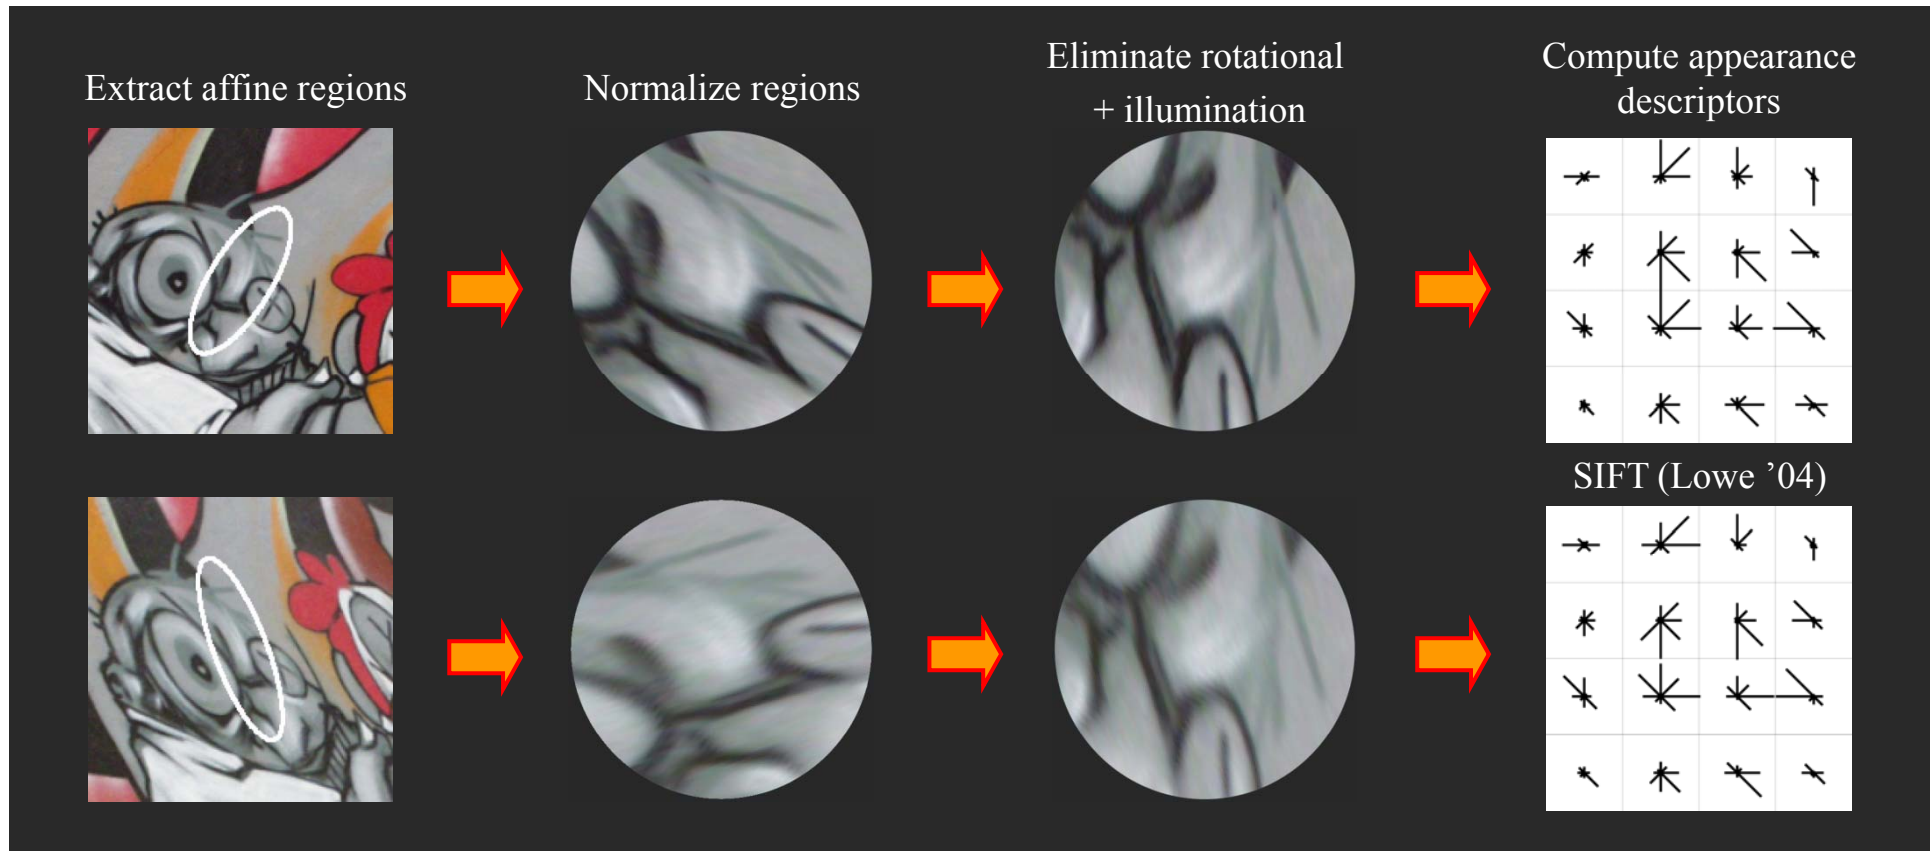 Extract affine regions
Normalize regions
Eliminate rotational
+ illumination
Compute appearance
descriptors
SIFT (Lowe ’04)